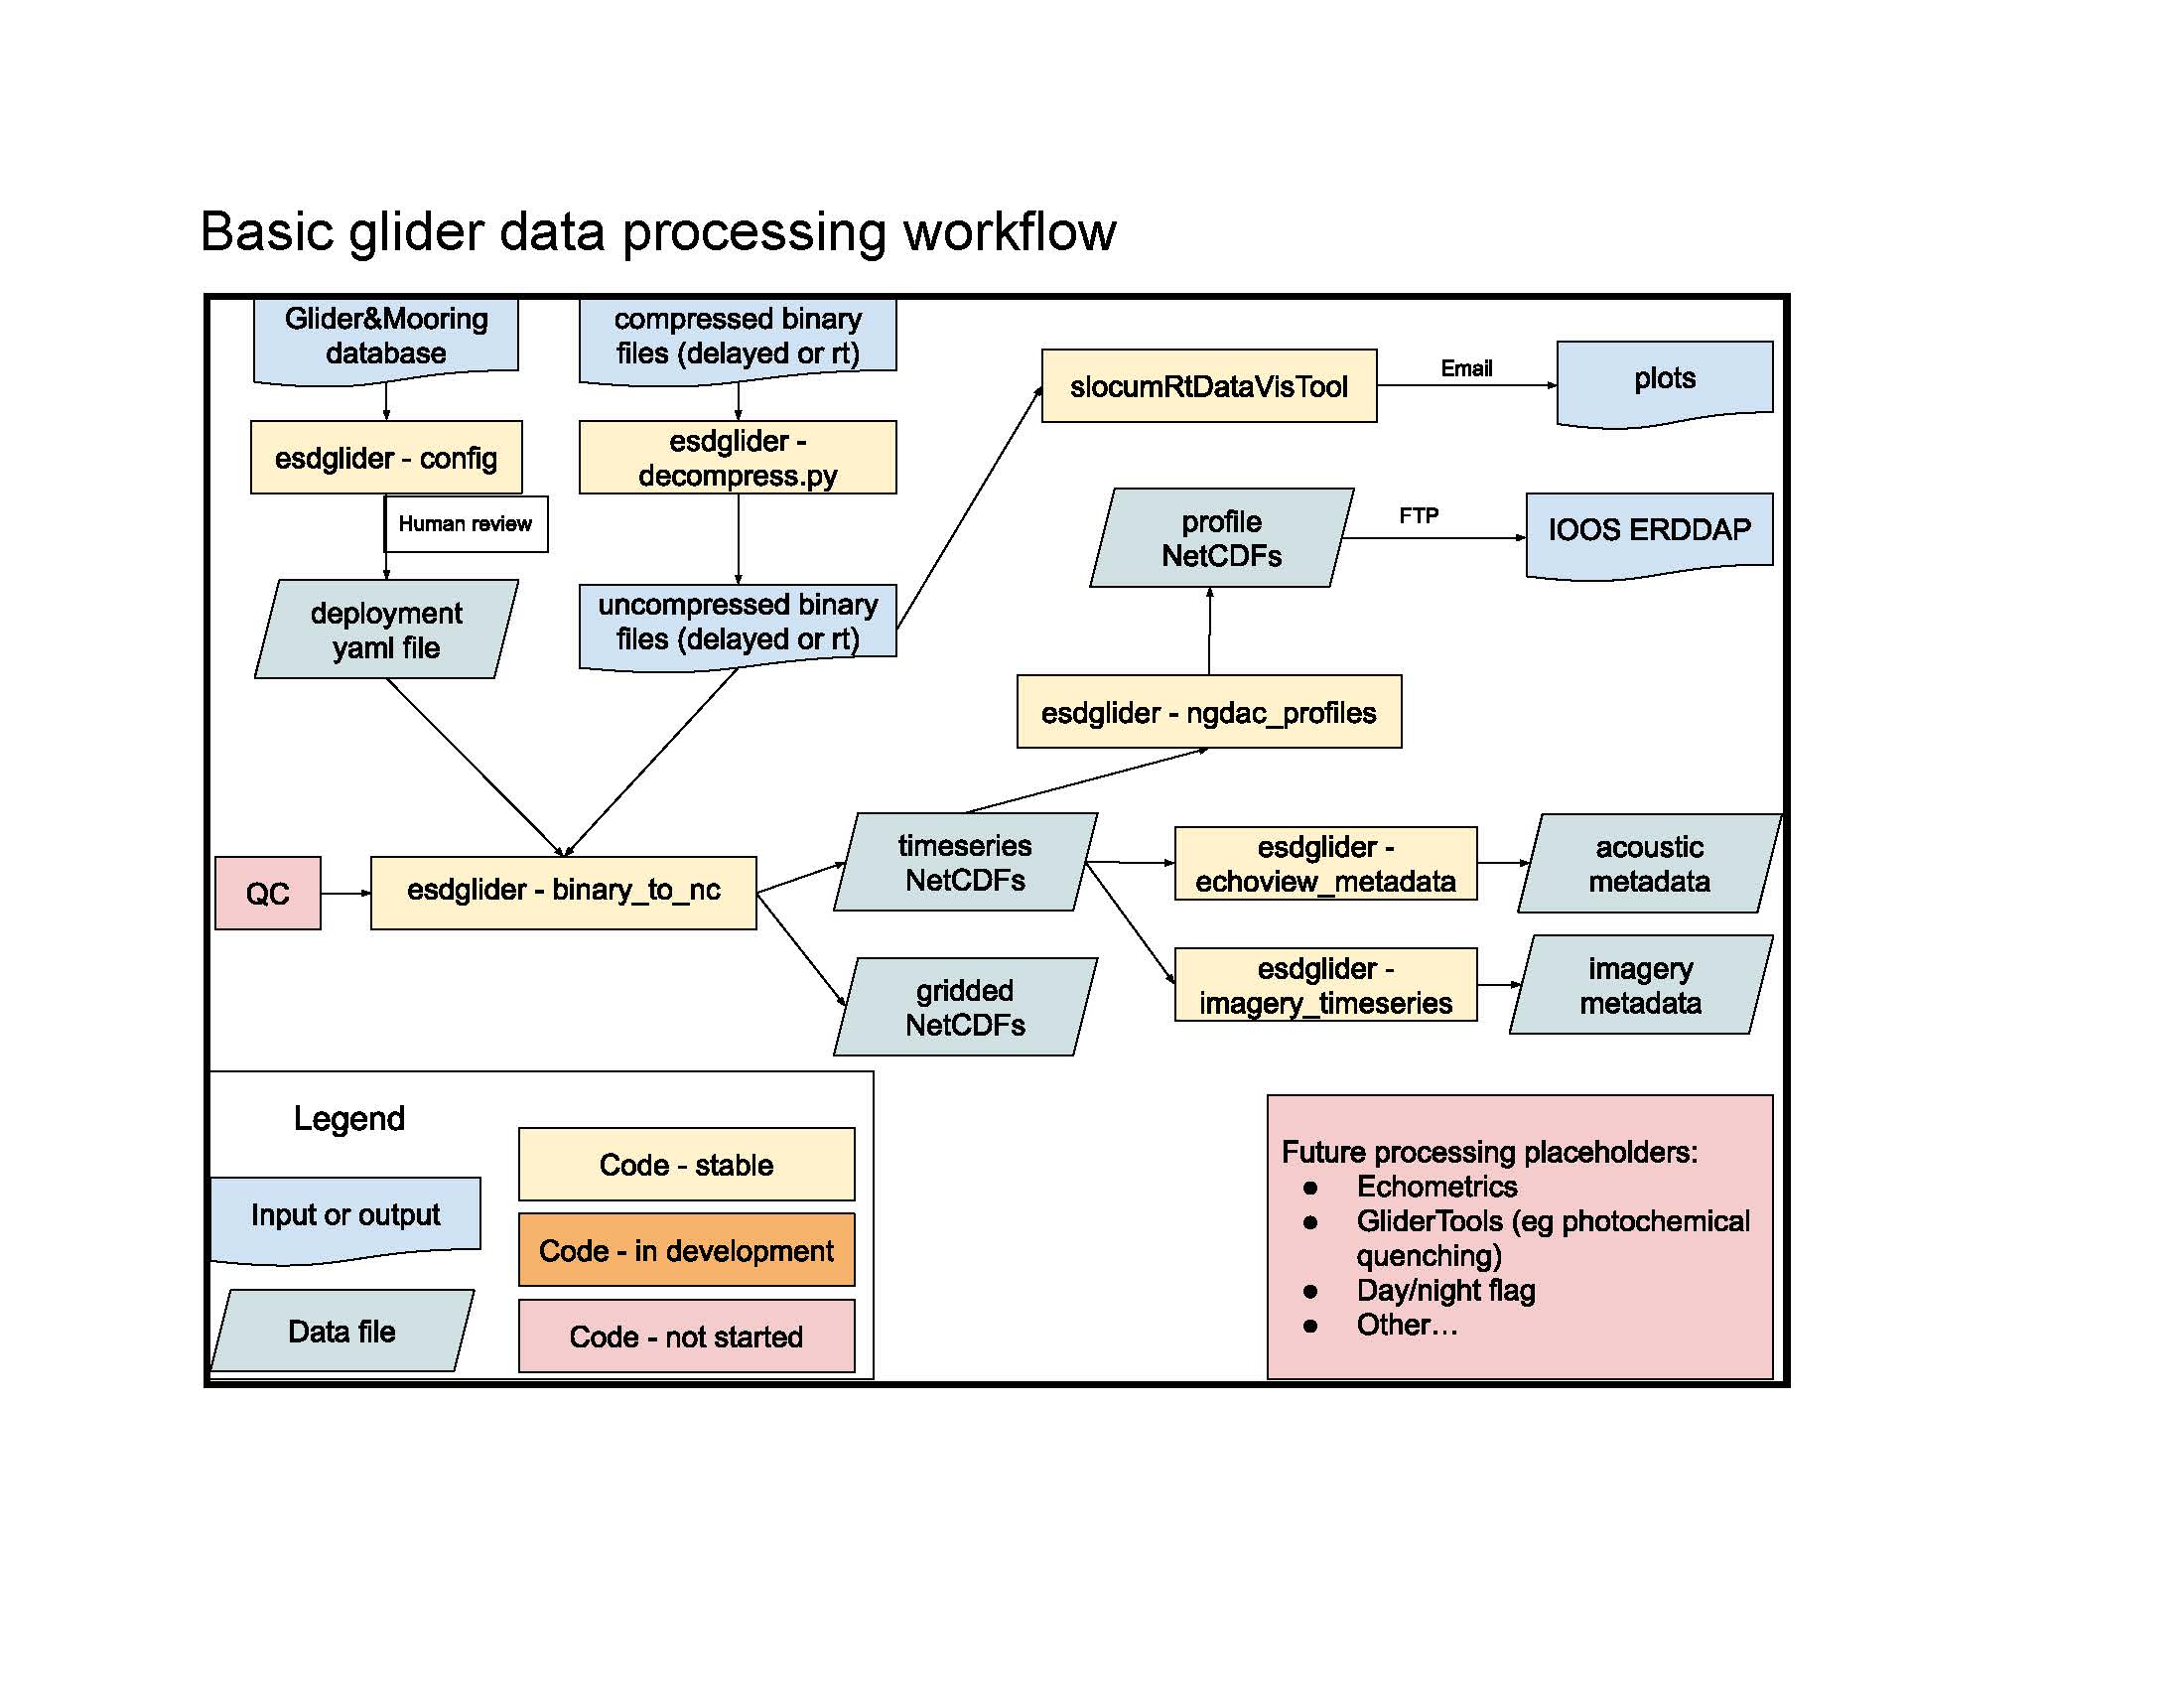 Basic glider data processing workflow
Glider&Mooring
database
compressed binary
files (delayed or rt)
slocumRtDataVisTool
Email
plots
esdglider - config
esdglider -
decompress.py
Human review
profile
NetCDFs
FTP
IOOS ERDDAP
deployment
yaml file
uncompressed binary
files (delayed or rt)
esdglider - ngdac_profiles
QC
esdglider - binary_to_nc
timeseries
NetCDFs
esdglider -
echoview_metadata
acoustic
metadata
gridded
NetCDFs
esdglider -
imagery_timeseries
imagery
metadata
Legend
Input or output
Data file
Code - stable
Code - in development
Code - not started
Future processing placeholders:
● Echometrics
● GliderTools (eg photochemical
quenching)
● Day/night flag
● Other…